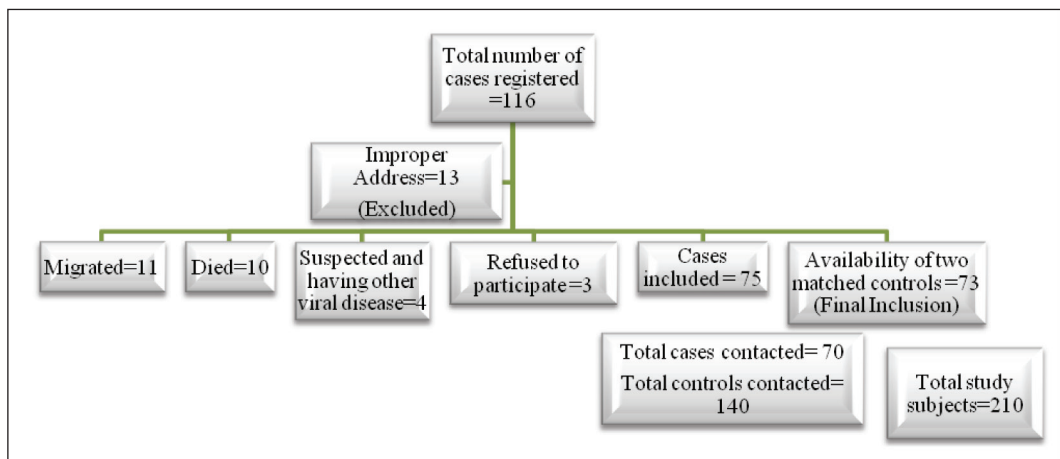 Total number of
cases registered
=116
Improper
Address=13
(Excluded)
Migrated=11
Died=10
Suspected and
having other
viral disease=4
Refused to
participate=3
Cases
included = 75
Availability of two
matched controls =73
(Final Inclusion)
Total cases contacted= 70
Total controls contacted=
140
Total study
subjects=210